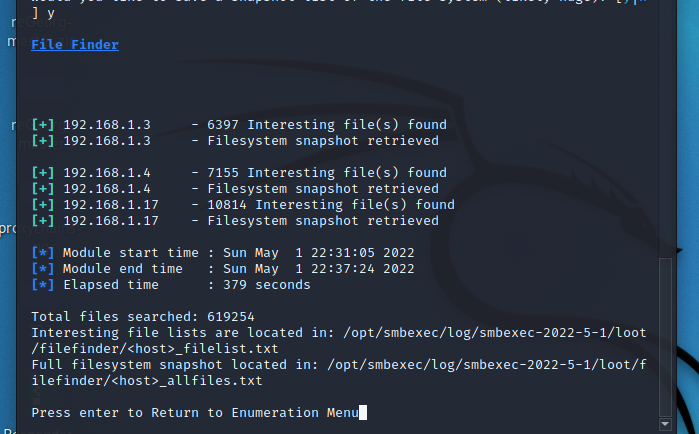 ] y
File Finder
[+] 192.168.1.3     - 6397 Interesting file(s) found
[+] 192.168.1.3     - Filesystem snapshot retrieved
[+] 192.168.1.4     - 7155 Interesting file(s) found
[+] 192.168.1.4     - Filesystem snapshot retrieved
[+] 192.168.1.17    - 10814 Interesting file(s) found
[+] 192.168.1.17    - Filesystem snapshot retrieved
[*] Module start time : Sun May  1 22:31:05 2022
[*] Module end time   : Sun May  1 22:37:24 2022
[*] Elapsed time      : 379 seconds
Total files searched: 619254
Interesting file lists are located in: /opt/smbexec/log/smbexec-2022-5-1/loot
/filefinder/<host>_filelist.txt
Full filesystem snapshot located in: /opt/smbexec/log/smbexec-2022-5-1/loot/f
ilefinder/<host>_allfiles.txt
Press enter to Return to Enumeration Menu